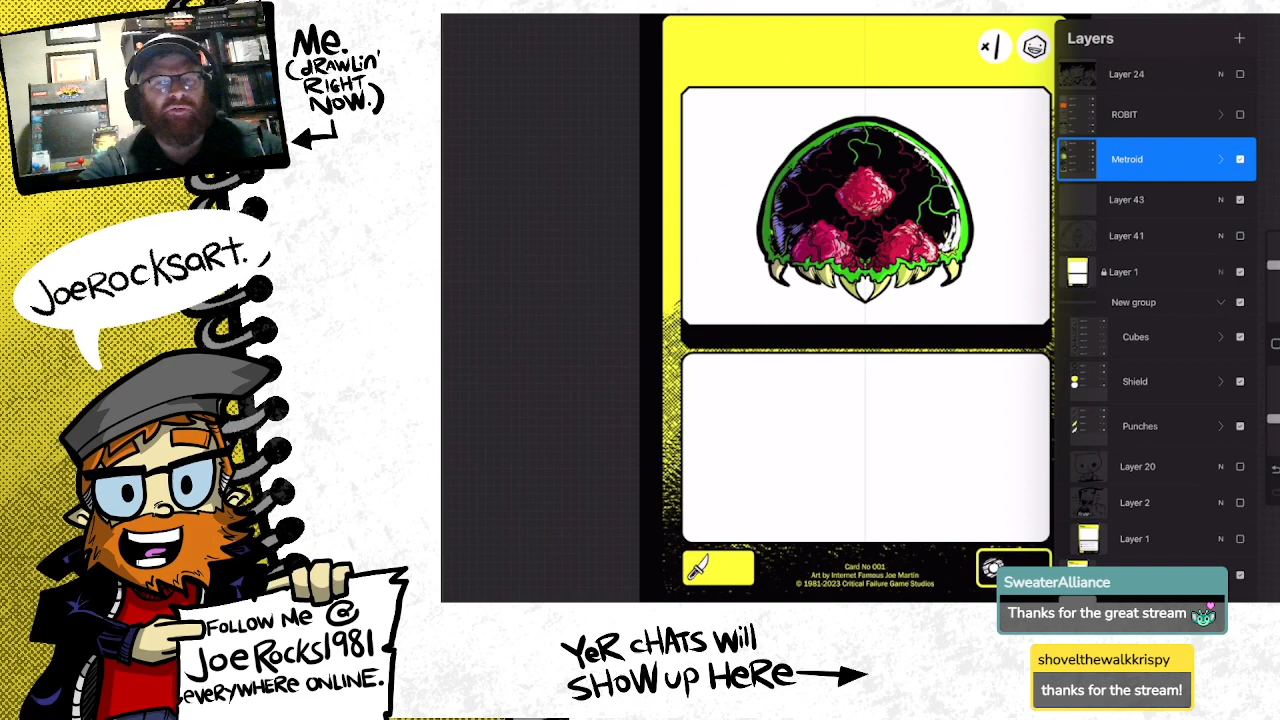 Me.
(dRAWLin'
RIGHT
NOW.)
JoeROCKSaRt.
FOLLOW Me @
JoeROCKS1981
eveRYWHeRe ONLINE.
x1
Layers
Layer 24 N
ROBIT
Metroid
Layer 43 N
Layer 41 N
Layer 1 N
New group
Cubes
Shield
Punches
Layer 20 N
Layer 2 N
Layer 1 N
Card No 001
Art by Internet Famous Joe Martin
© 1981-2023 Critical Failure Game Studios
YeR cHATS Will
SHOW up HeRe
SweaterAlliance
Thanks for the great stream
shovelthewalkkrispy
thanks for the stream!